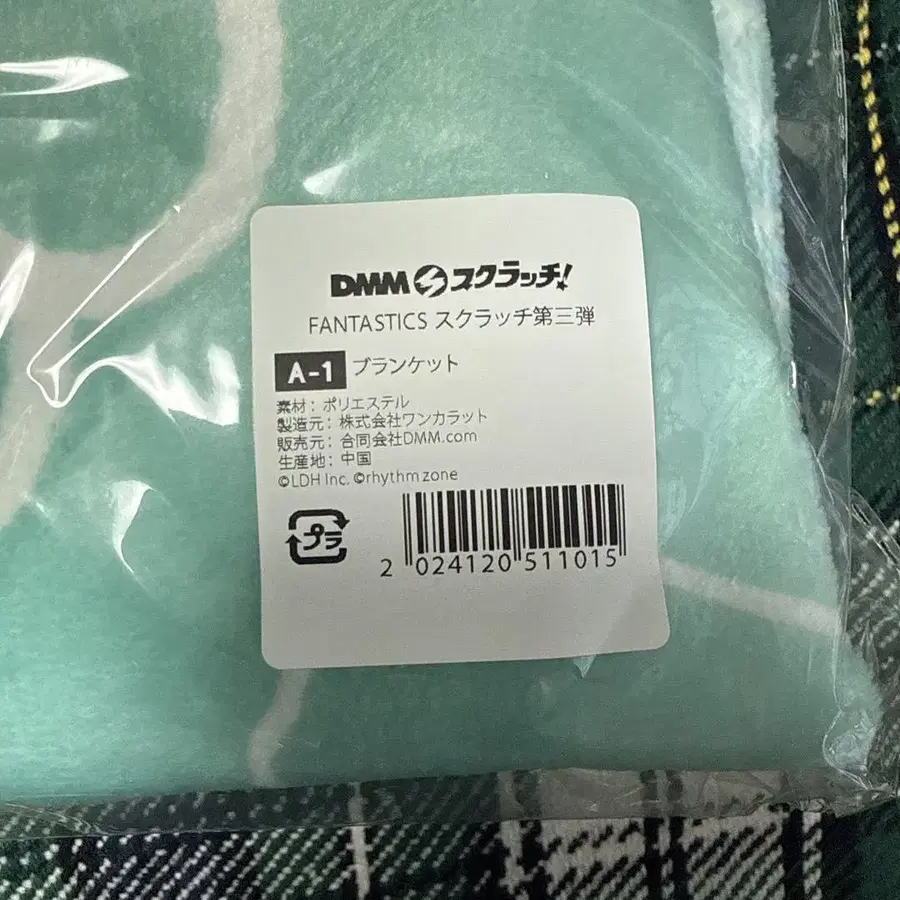 DMMスクラッチ!
FANTASTICS スクラッチ第三弾
A-1 ブランケット
素材: ポリエステル
製造元: 株式会社ワンカラット
販売元: 合同会社DMM.com
生産地: 中国
©LDH Inc. ©rhythm zone
プラ
2 024120 511015